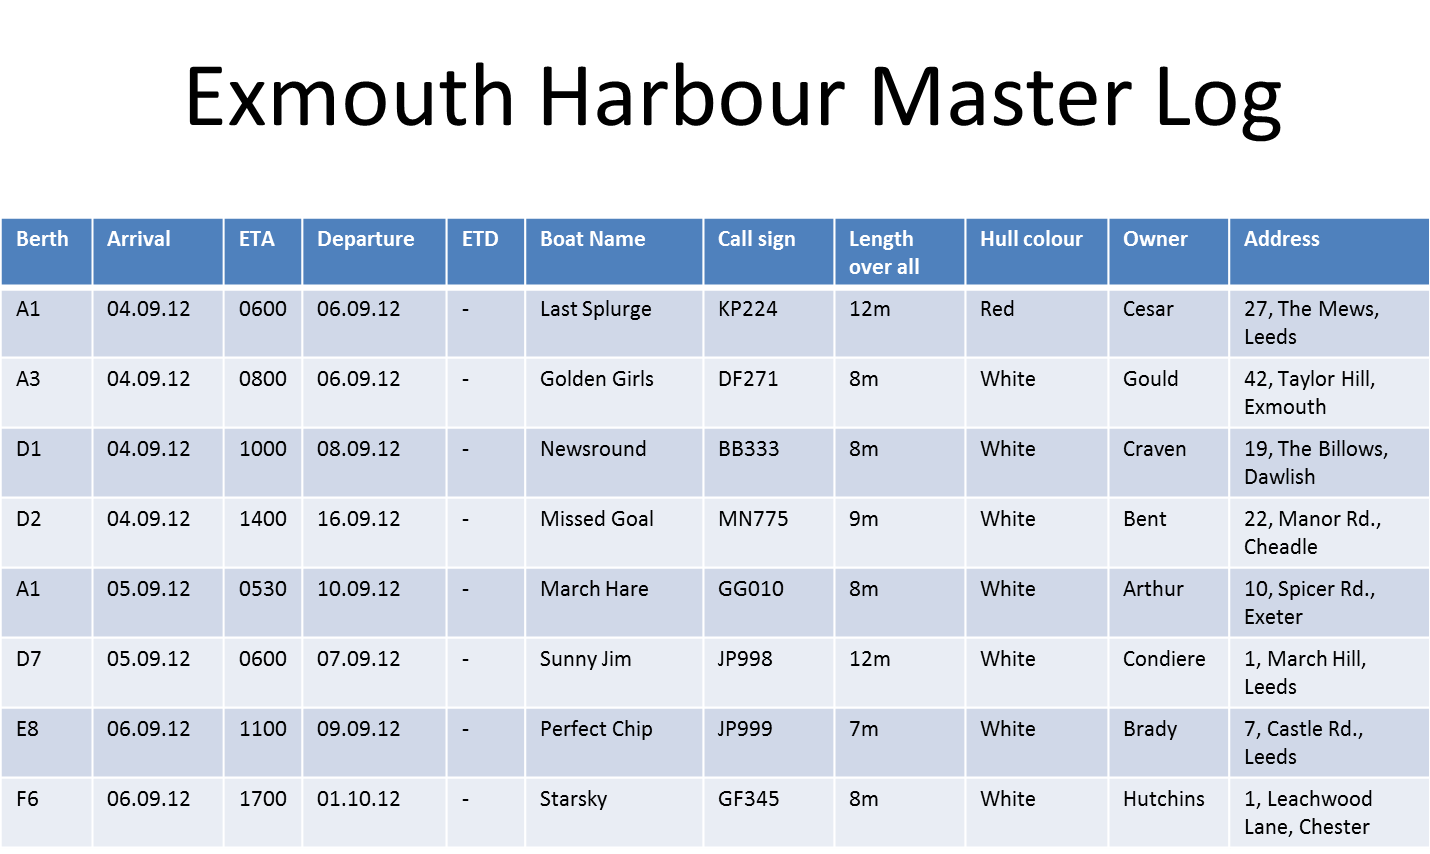 Exmouth Harbour Master Log
Berth Arrival ETA Departure ETD Boat Name Call sign Length over all Hull colour Owner Address
A1 04.09.12 0600 06.09.12 - Last Splurge KP224 12m Red Cesar 27, The Mews, Leeds
A3 04.09.12 0800 06.09.12 - Golden Girls DF271 8m White Gould 42, Taylor Hill, Exmouth
D1 04.09.12 1000 08.09.12 - Newsround BB333 8m White Craven 19, The Billows, Dawlish
D2 04.09.12 1400 16.09.12 - Missed Goal MN775 9m White Bent 22, Manor Rd., Cheadle
A1 05.09.12 0530 10.09.12 - March Hare GG010 8m White Arthur 10, Spicer Rd., Exeter
D7 05.09.12 0600 07.09.12 - Sunny Jim JP998 12m White Condiere 1, March Hill, Leeds
E8 06.09.12 1100 09.09.12 - Perfect Chip JP999 7m White Brady 7, Castle Rd., Leeds
F6 06.09.12 1700 01.10.12 - Starsky GF345 8m White Hutchins 1, Leachwood Lane, Chester